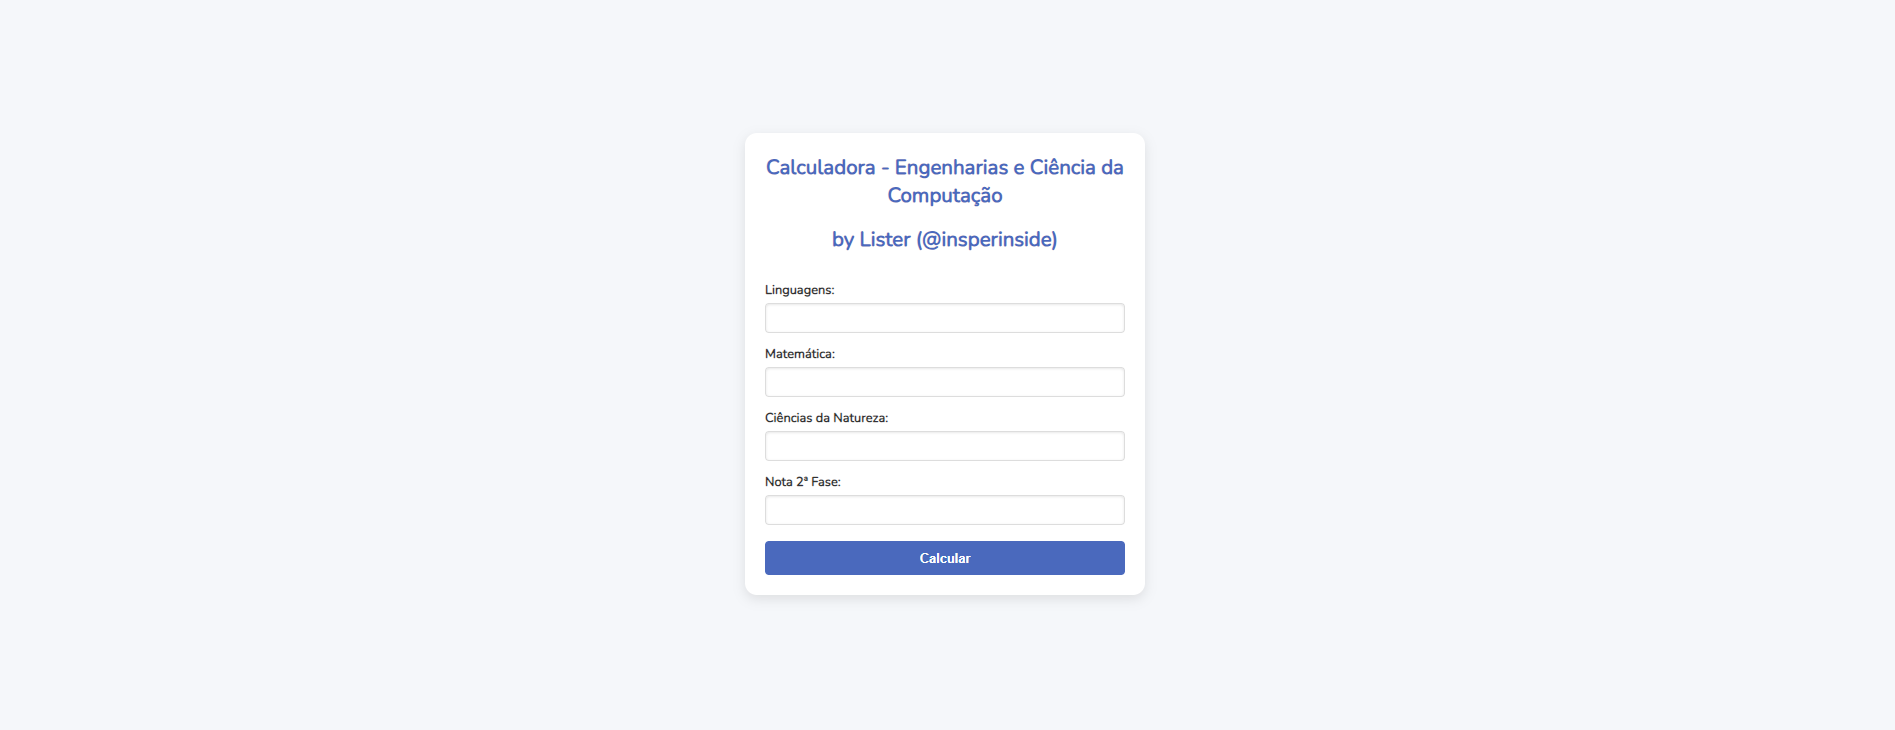 Calculadora - Engenharias e Ciência da
Computação
by Lister (@insperinside)
Linguagens:
Matemática:
Ciências da Natureza:
Nota 2ª Fase:
Calcular